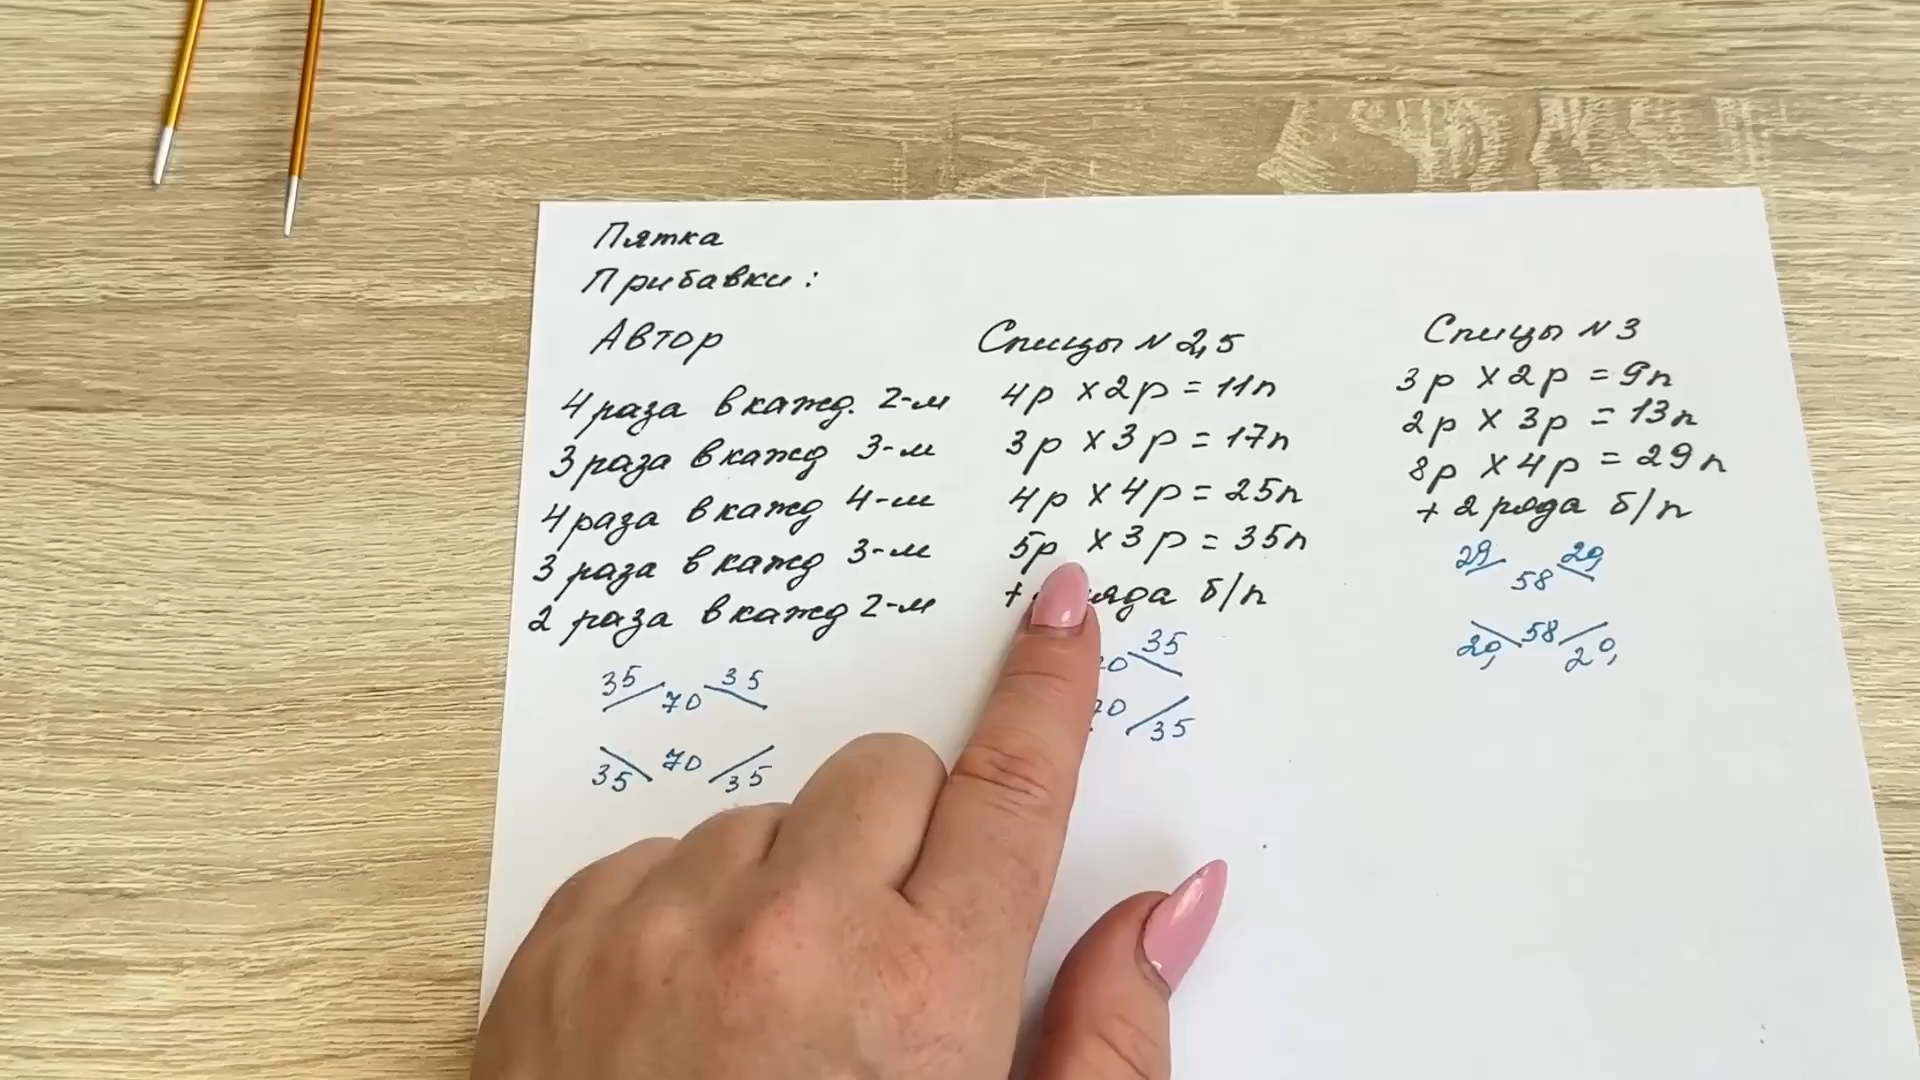 Пятка
Прибавки:
Автор
4 раза в кажд. 2-м
3 раза в кажд 3-м
4 раза в кажд 4-м
3 раза в кажд 3-м
2 раза в кажд 2-м
35 70 35
35 70 35
Спицы N 2,5
4р х 2р = 11п
3р х 3р = 17п
4р х 4р = 25п
5р х 3р = 35п
+ ряда б/п
35
70 35
Спицы N 3
3р х 2р = 9п
2р х 3р = 13п
8р х 4р = 29п
+ 2 ряда б/п
29 58 29
29 58 29